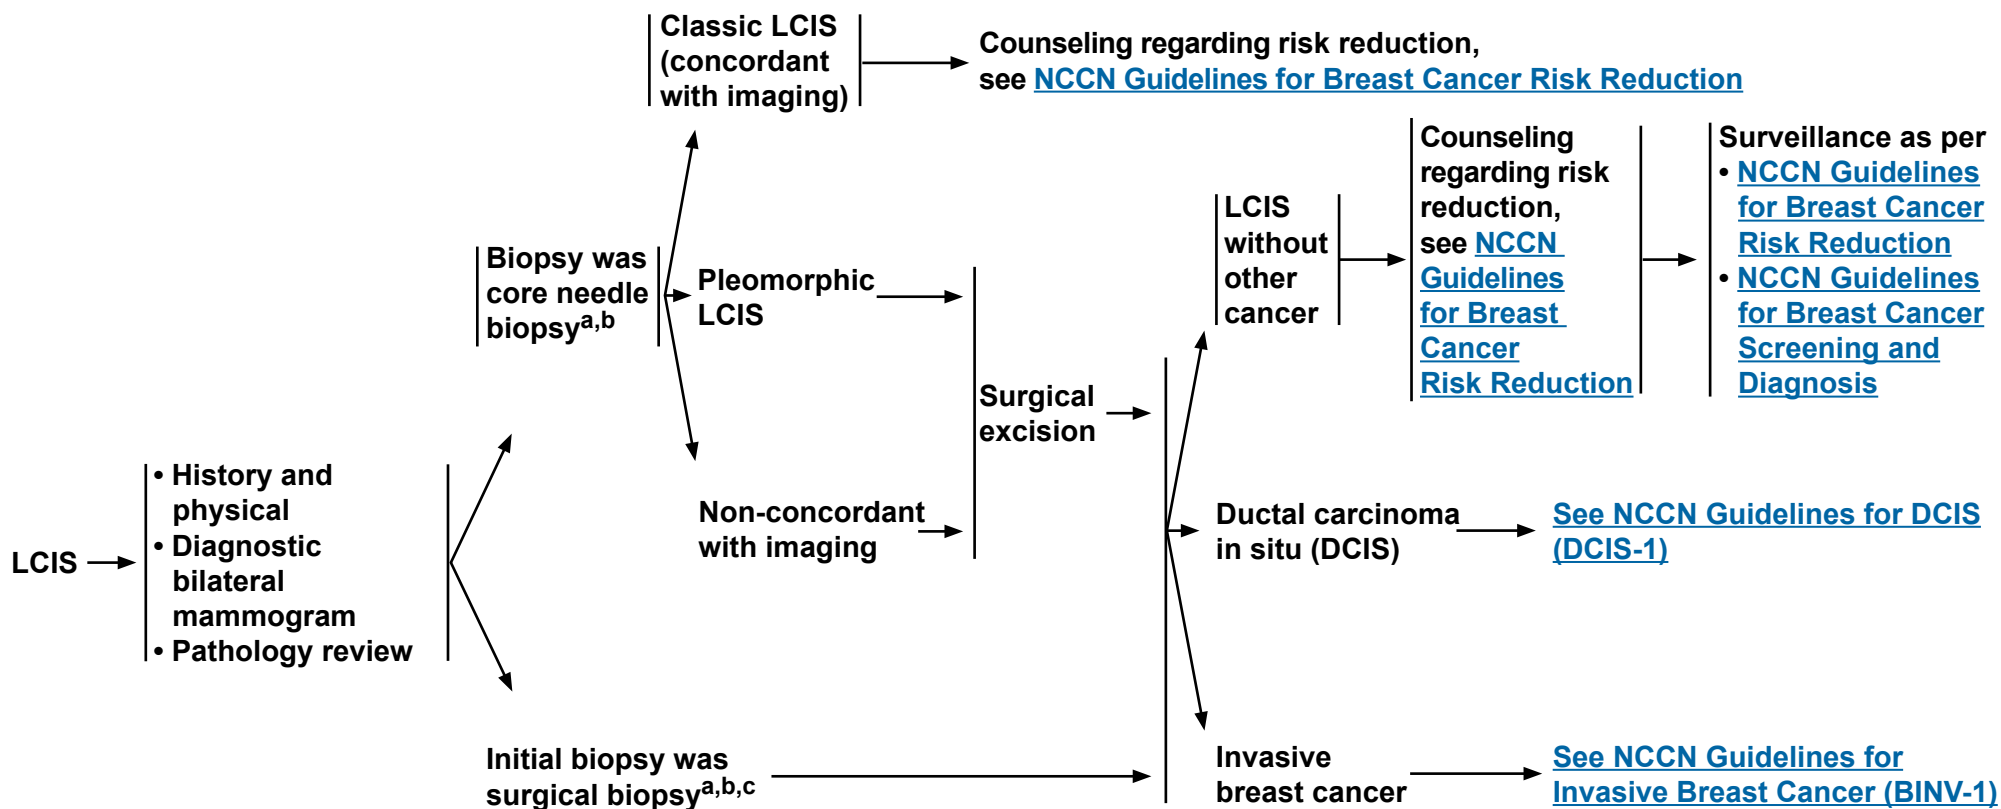 Classic LCIS
(concordant
with imaging)
Counseling regarding risk reduction,
see NCCN Guidelines for Breast Cancer Risk Reduction
LCIS
• History and
physical
• Diagnostic
bilateral
mammogram
• Pathology review
Biopsy was
core needle
biopsya,b
Pleomorphic
LCIS
Non-concordant
with imaging
Surgical
excision
LCIS
without
other
cancer
Counseling
regarding risk
reduction,
see NCCN
Guidelines
for Breast
Cancer
Risk Reduction
Surveillance as per
• NCCN Guidelines
for Breast Cancer
Risk Reduction
• NCCN Guidelines
for Breast Cancer
Screening and
Diagnosis
Ductal carcinoma
in situ (DCIS)
See NCCN Guidelines for DCIS
(DCIS-1)
Initial biopsy was
surgical biopsya,b,c
Invasive
breast cancer
See NCCN Guidelines for
Invasive Breast Cancer (BINV-1)